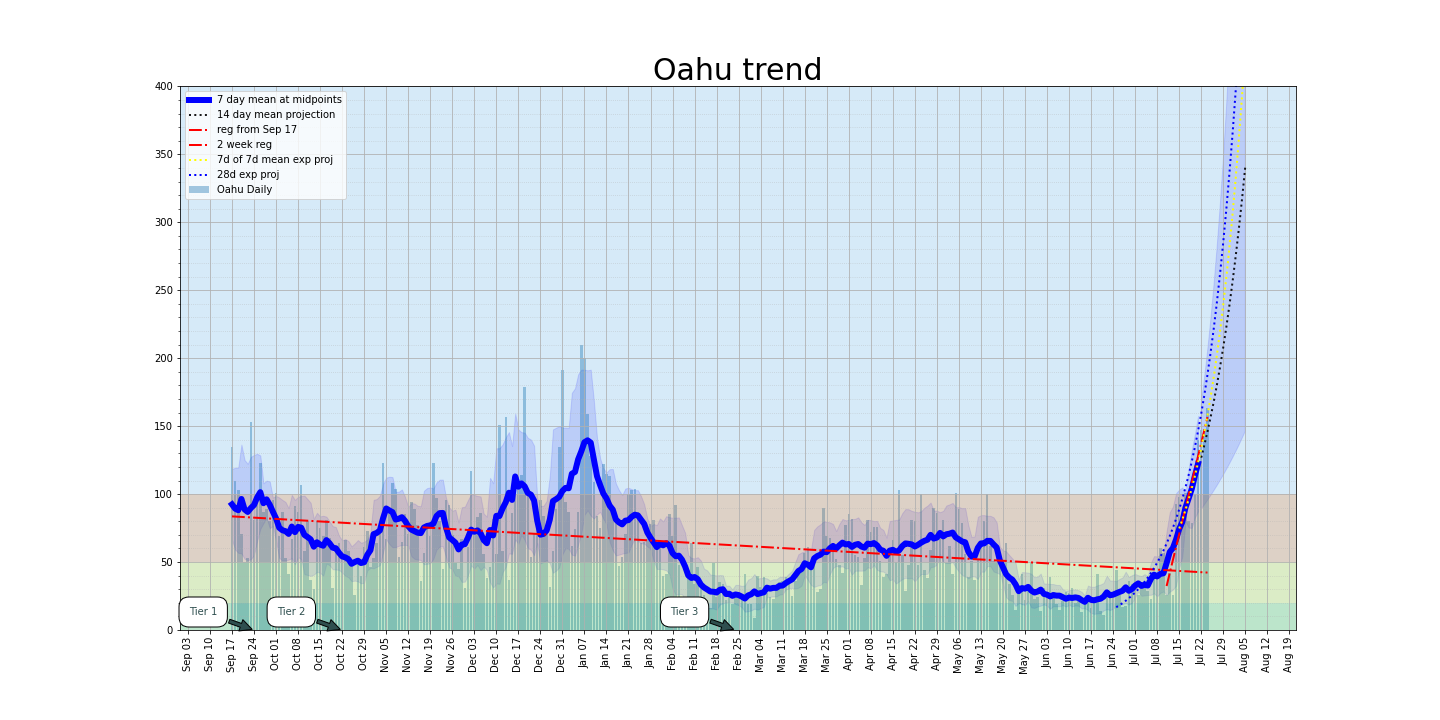 Oahu trend
400
350
300
250
200
150
100
50
0
7 day mean at midpoints
14 day mean projection
reg from Sep 17
2 week reg
7d of 7d mean exp proj
28d exp proj
Oahu Daily
Tier 1
Tier 2
Tier 3
Sep 03
Sep 10
Sep 17
Sep 24
Oct 01
Oct 08
Oct 15
Oct 22
Oct 29
Nov 05
Nov 12
Nov 19
Nov 26
Dec 03
Dec 10
Dec 17
Dec 24
Dec 31
Jan 07
Jan 14
Jan 21
Jan 28
Feb 04
Feb 11
Feb 18
Feb 25
Mar 04
Mar 11
Mar 18
Mar 25
Apr 01
Apr 08
Apr 15
Apr 22
Apr 29
May 06
May 13
May 20
May 27
Jun 03
Jun 10
Jun 17
Jun 24
Jul 01
Jul 08
Jul 15
Jul 22
Jul 29
Aug 05
Aug 12
Aug 19